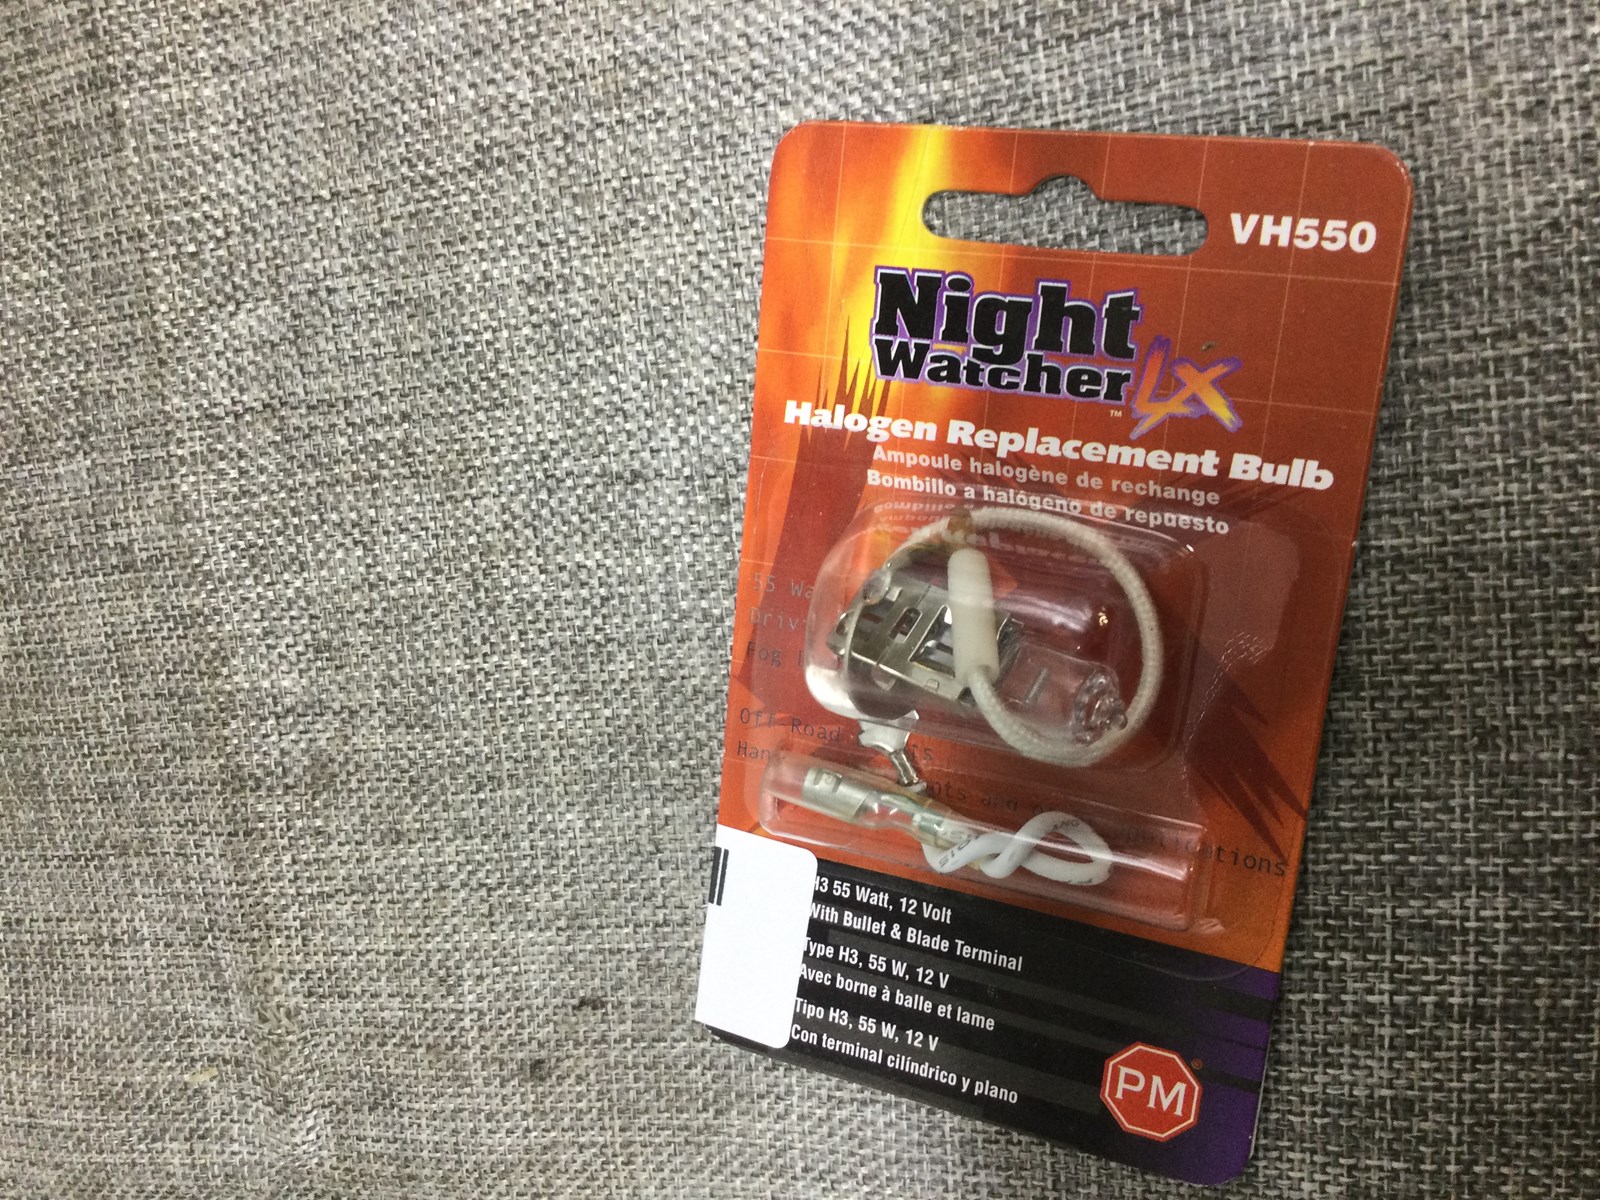 VH550
Night
Watcher LX
™
Halogen Replacement Bulb
Ampoule halogène de rechange
Bombillo a halógeno de repuesto
55
Off-Road
and
H3 55 Watt, 12 Volt
With Bullet & Blade Terminal
Type H3, 55 W, 12 V
Avec borne à balle et lame
Tipo H3, 55 W, 12 V
Con terminal cilíndrico y plano
PM
®